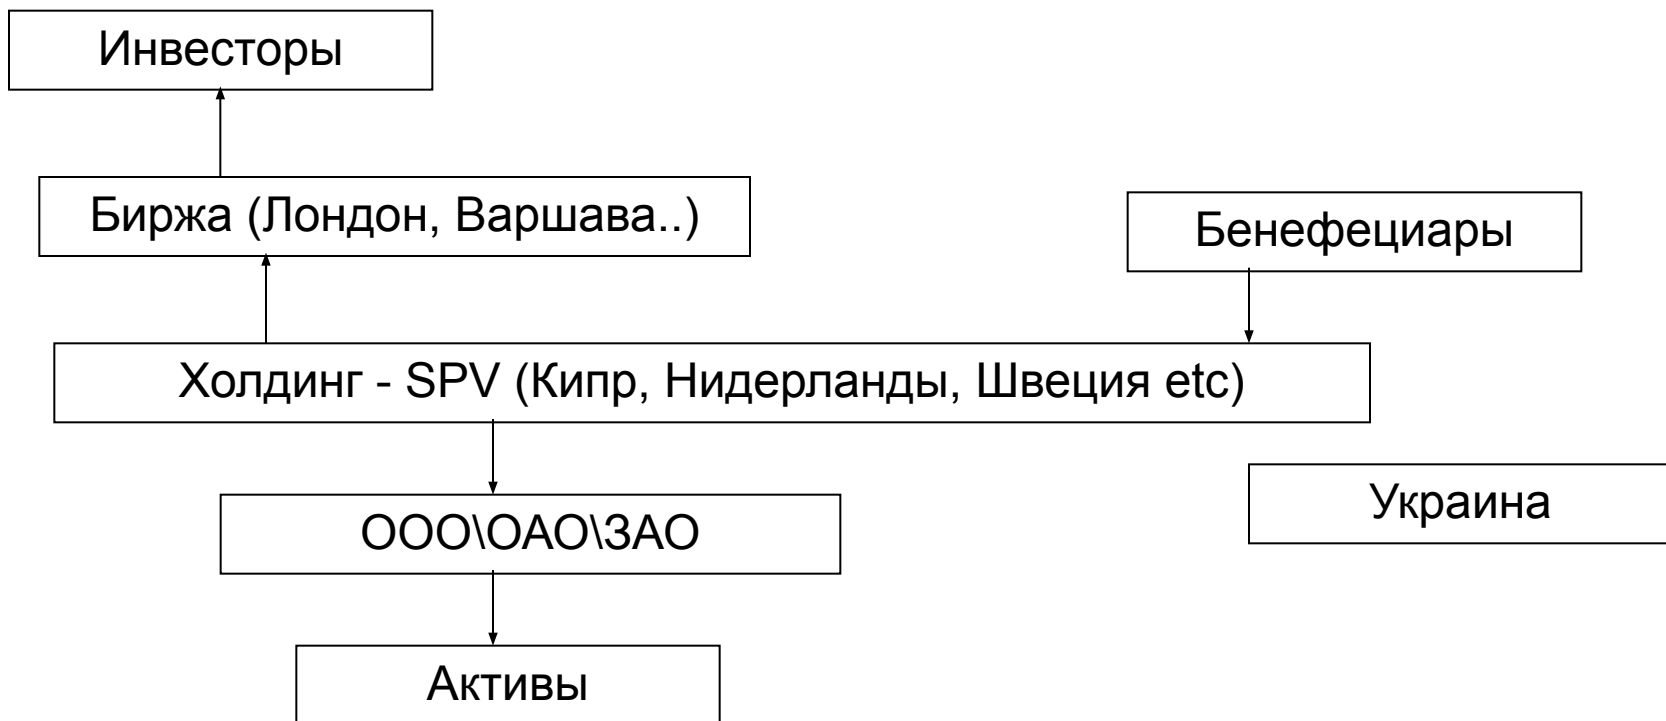 Инвесторы
Биржа (Лондон, Варшава..)
Бенефециары
Холдинг - SPV (Кипр, Нидерланды, Швеция etc)
Украина
ООО\ОАО\ЗАО
Активы